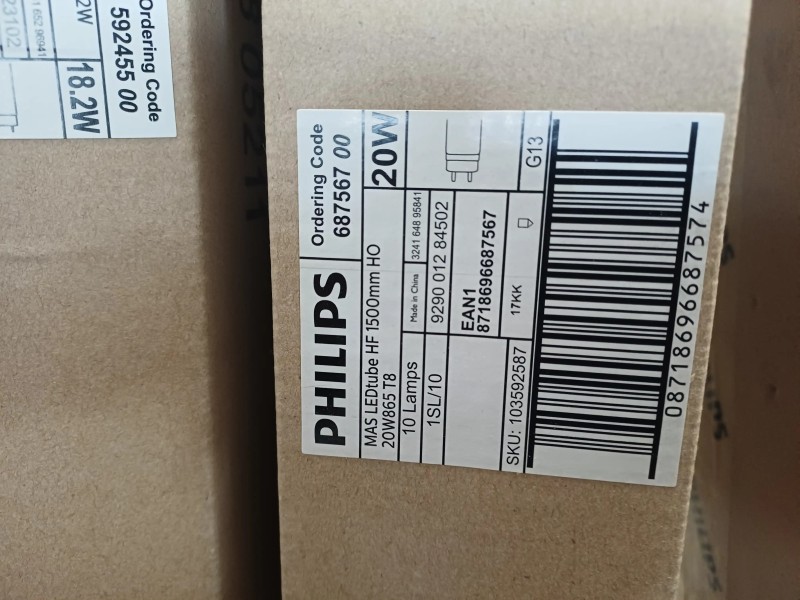 PHILIPS
Ordering Code
687567 00
MAS LEDtube HF 1500mm HO
20W865 T8
20W
10 Lamps
Made in China
3241 648 95841
1SL/10
9290 012 84502
EAN1
8718696687567
SKU: 103592587
17KK
G13
08718696687574
Ordering Code
592455 00
2W
18.2W
23102